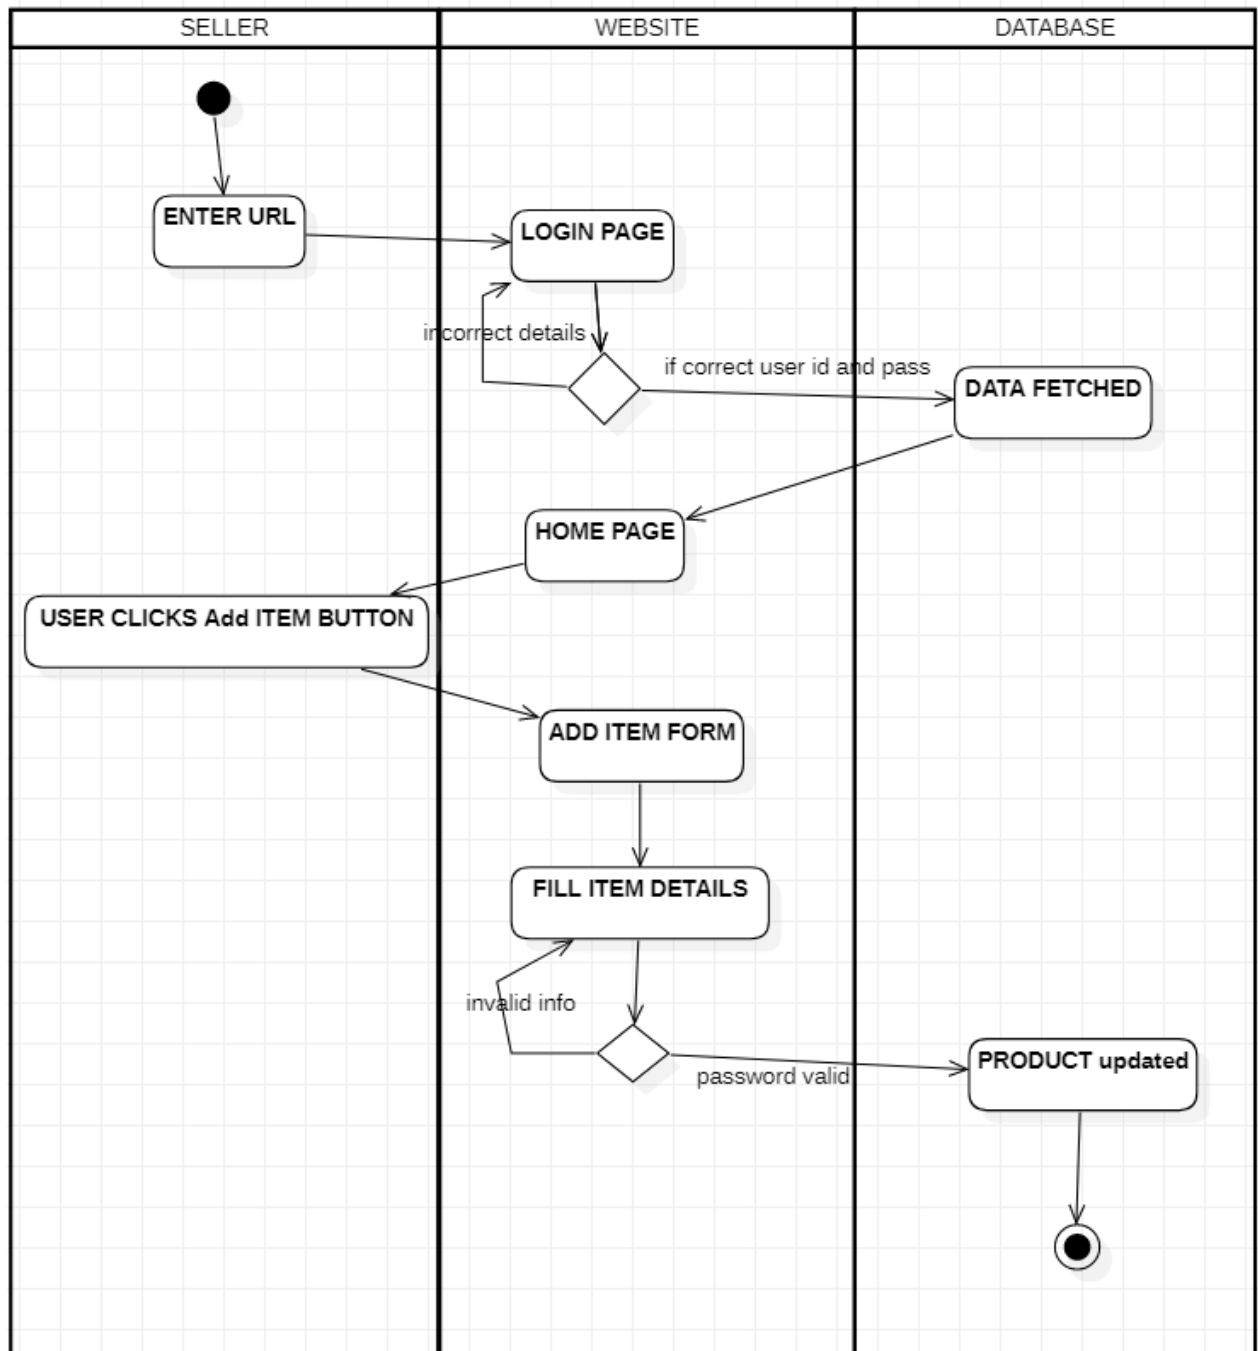 SELLER
WEBSITE
DATABASE
ENTER URL
LOGIN PAGE
incorrect details
if correct user id and pass
DATA FETCHED
HOME PAGE
USER CLICKS Add ITEM BUTTON
ADD ITEM FORM
FILL ITEM DETAILS
invalid info
password valid
PRODUCT updated